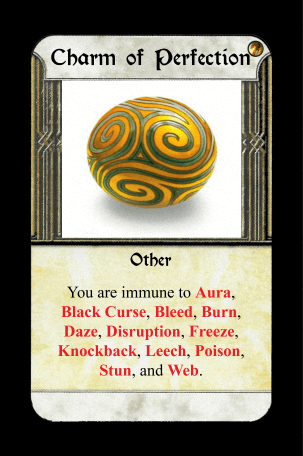 Charm of Perfection
Other
You are immune to Aura,
Black Curse, Bleed, Burn,
Daze, Disruption, Freeze,
Knockback, Leech, Poison,
Stun, and Web.